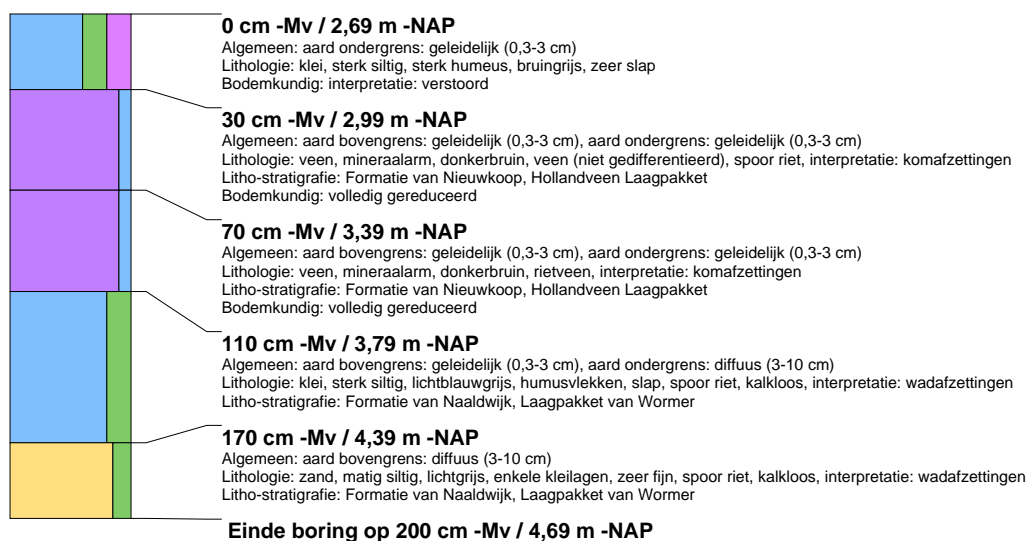 0 cm -Mv / 2,69 m -NAP
Algemeen: aard ondergrens: geleidelijk (0,3-3 cm)
Lithologie: klei, sterk siltig, sterk humeus, bruingrijs, zeer slap
Bodemkundig: interpretatie: verstoord
30 cm -Mv / 2,99 m -NAP
Algemeen: aard bovengrens: geleidelijk (0,3-3 cm), aard ondergrens: geleidelijk (0,3-3 cm)
Lithologie: veen, mineraalarm, donkerbruin, veen (niet gedifferentieerd), spoor riet, interpretatie: komafzettingen
Litho-stratigrafie: Formatie van Nieuwkoop, Hollandveen Laagpakket
Bodemkundig: volledig gereduceerd
70 cm -Mv / 3,39 m -NAP
Algemeen: aard bovengrens: geleidelijk (0,3-3 cm), aard ondergrens: geleidelijk (0,3-3 cm)
Lithologie: veen, mineraalarm, donkerbruin, rietveen, interpretatie: komafzettingen
Litho-stratigrafie: Formatie van Nieuwkoop, Hollandveen Laagpakket
Bodemkundig: volledig gereduceerd
110 cm -Mv / 3,79 m -NAP
Algemeen: aard bovengrens: geleidelijk (0,3-3 cm), aard ondergrens: diffuus (3-10 cm)
Lithologie: klei, sterk siltig, lichtblauwgrijs, humusvlekken, slap, spoor riet, kalkloos, interpretatie: wadafzettingen
Litho-stratigrafie: Formatie van Naaldwijk, Laagpakket van Wormer
170 cm -Mv / 4,39 m -NAP
Algemeen: aard bovengrens: diffuus (3-10 cm)
Lithologie: zand, matig siltig, lichtgrijs, enkele kleilagen, zeer fijn, spoor riet, kalkloos, interpretatie: wadafzettingen
Litho-stratigrafie: Formatie van Naaldwijk, Laagpakket van Wormer
Einde boring op 200 cm -Mv / 4,69 m -NAP